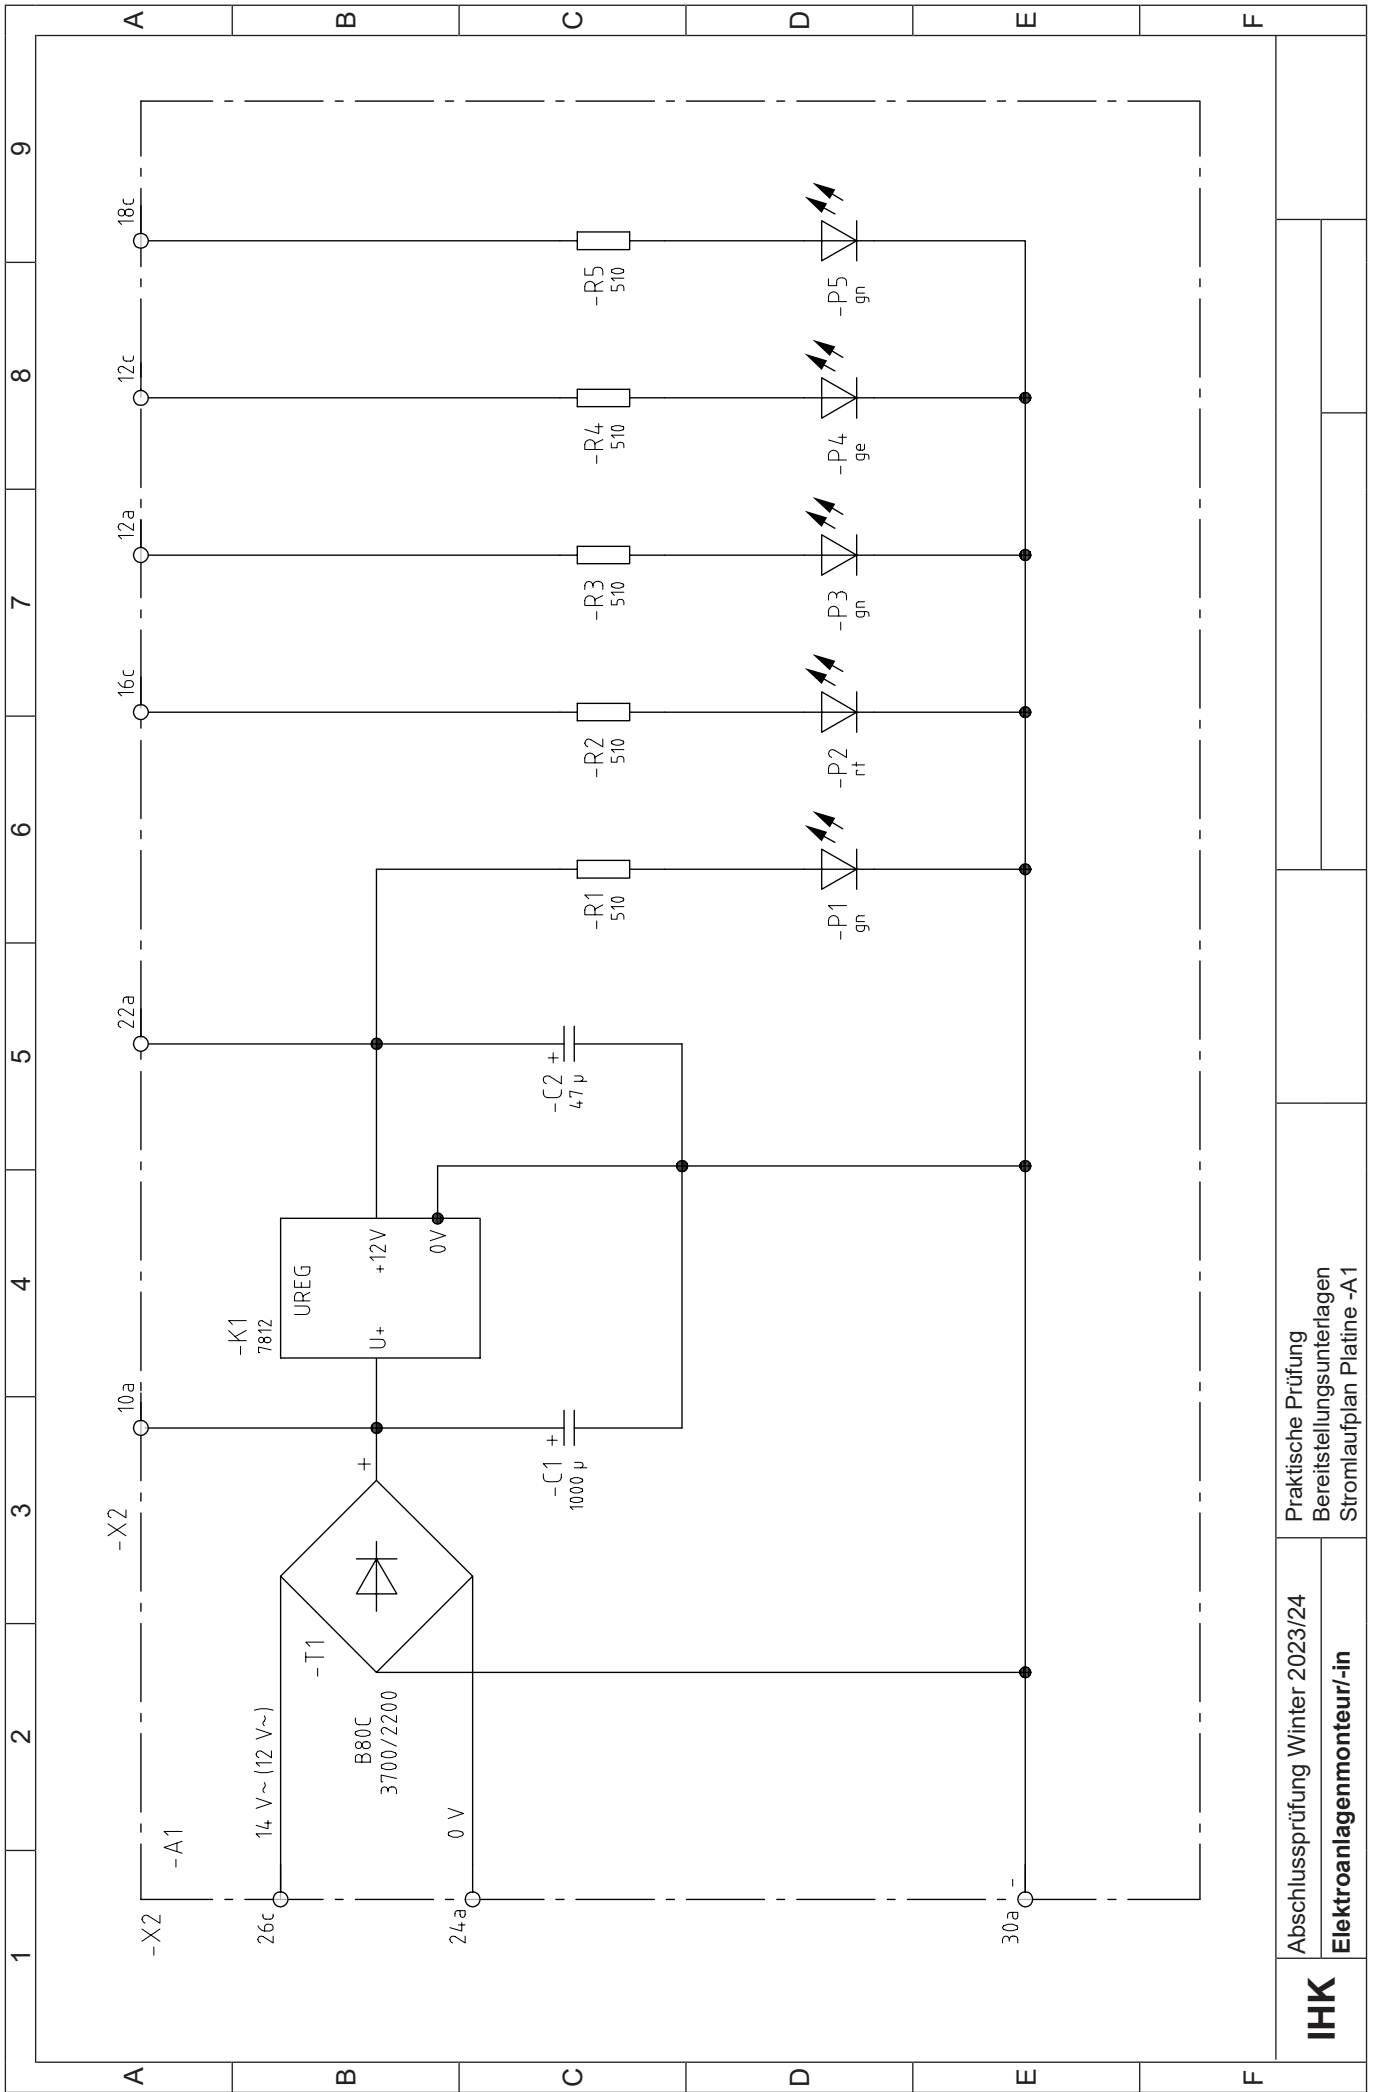 1 2 3 4 5 6 7 8 9
A A
B B
C C
D D
E E
F F
-X2
-X2
-A1
10a
22a
16c
12a
12c
18c
26c
14 V~(12 V~)
24a
0 V
30a
-
-T1
B80C
3700/2200
+
-K1
7812
UREG
U+
+12V
0V
-C1
1000 µ
+
-C2
47 µ
+
-R1
510
-R2
510
-R3
510
-R4
510
-R5
510
-P1
gn
-P2
rt
-P3
gn
-P4
ge
-P5
gn
IHK
Abschlussprüfung Winter 2023/24
Elektroanlagenmonteur/-in
Praktische Prüfung
Bereitstellungsunterlagen
Stromlaufplan Platine -A1